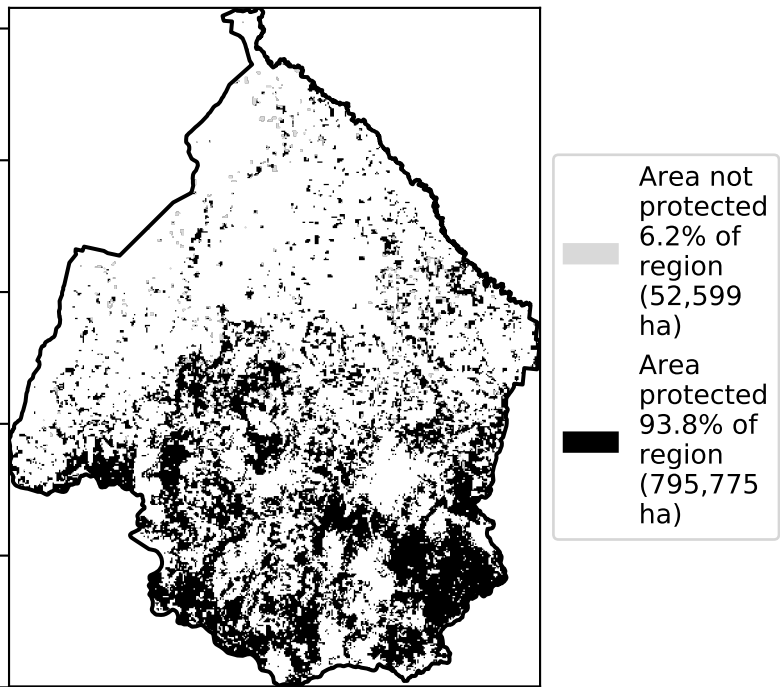 Area not
protected
6.2% of
region
(52,599
ha)
Area
protected
93.8% of
region
(795,775
ha)